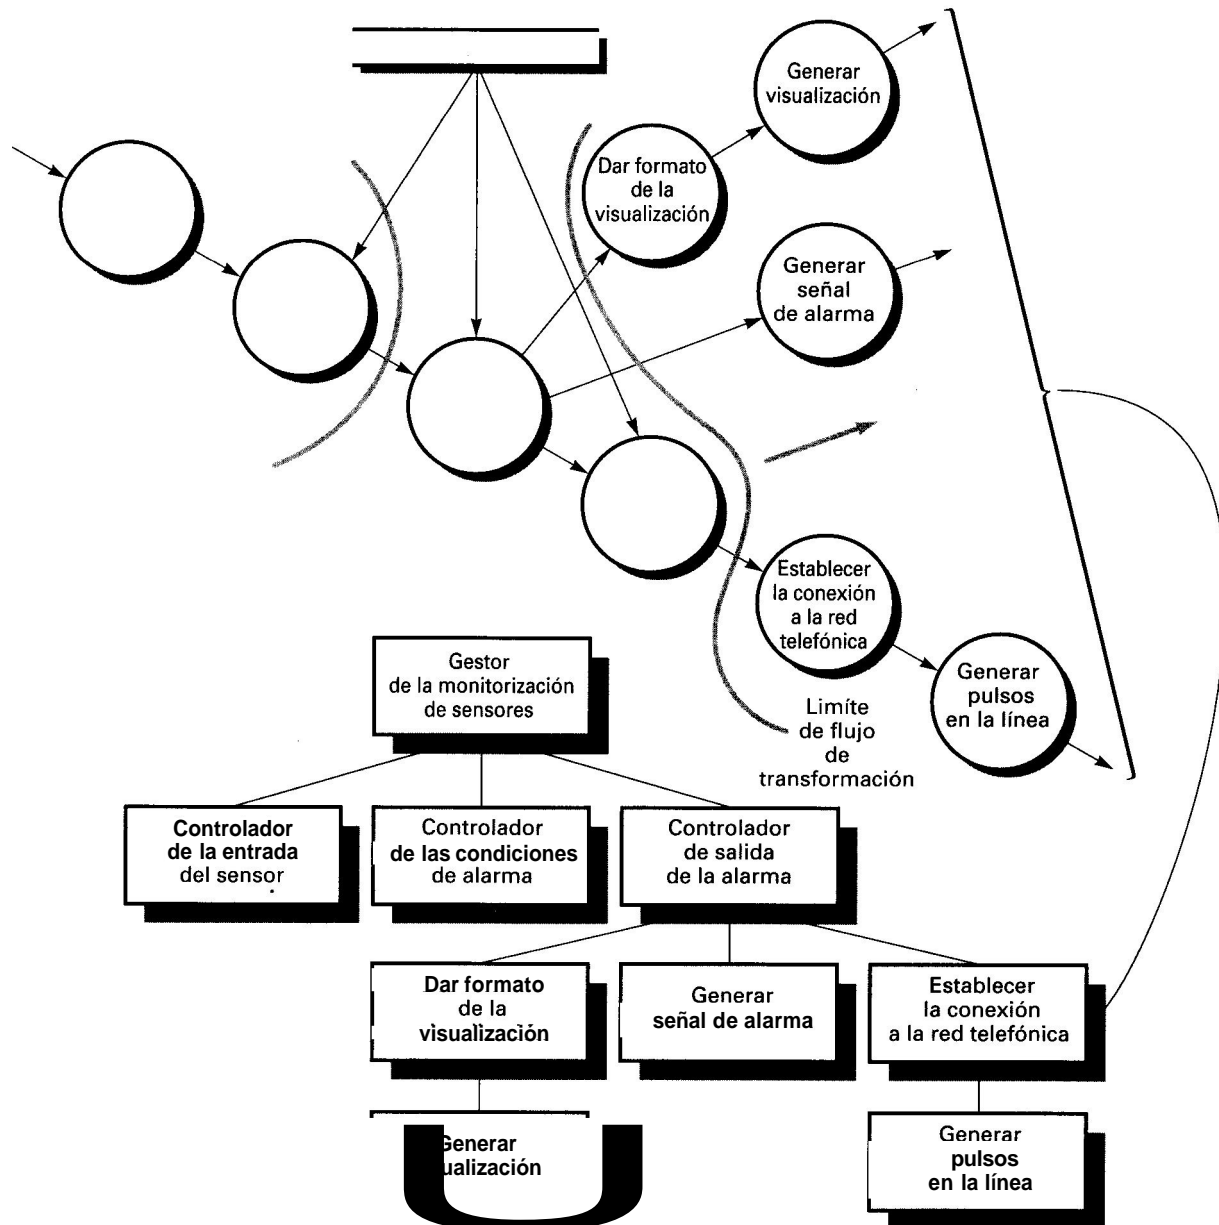 Generar
visualización
Dar formato
de la
visualización
Generar
señal
de alarma
Establecer
la conexión
a la red
telefónica
Generar
pulsos
en la línea
Limíte
de flujo
de
transformación
Gestor
de la monitorización
de sensores
Controlador
de la entrada
del sensor
Controlador
de las condiciones
de alarma
Controlador
de salida
de la alarma
Dar formato
de la
visualización
Generar
señal de alarma
Establecer
la conexión
a la red telefónica
Generar
ualización
Generar
pulsos
en la línea